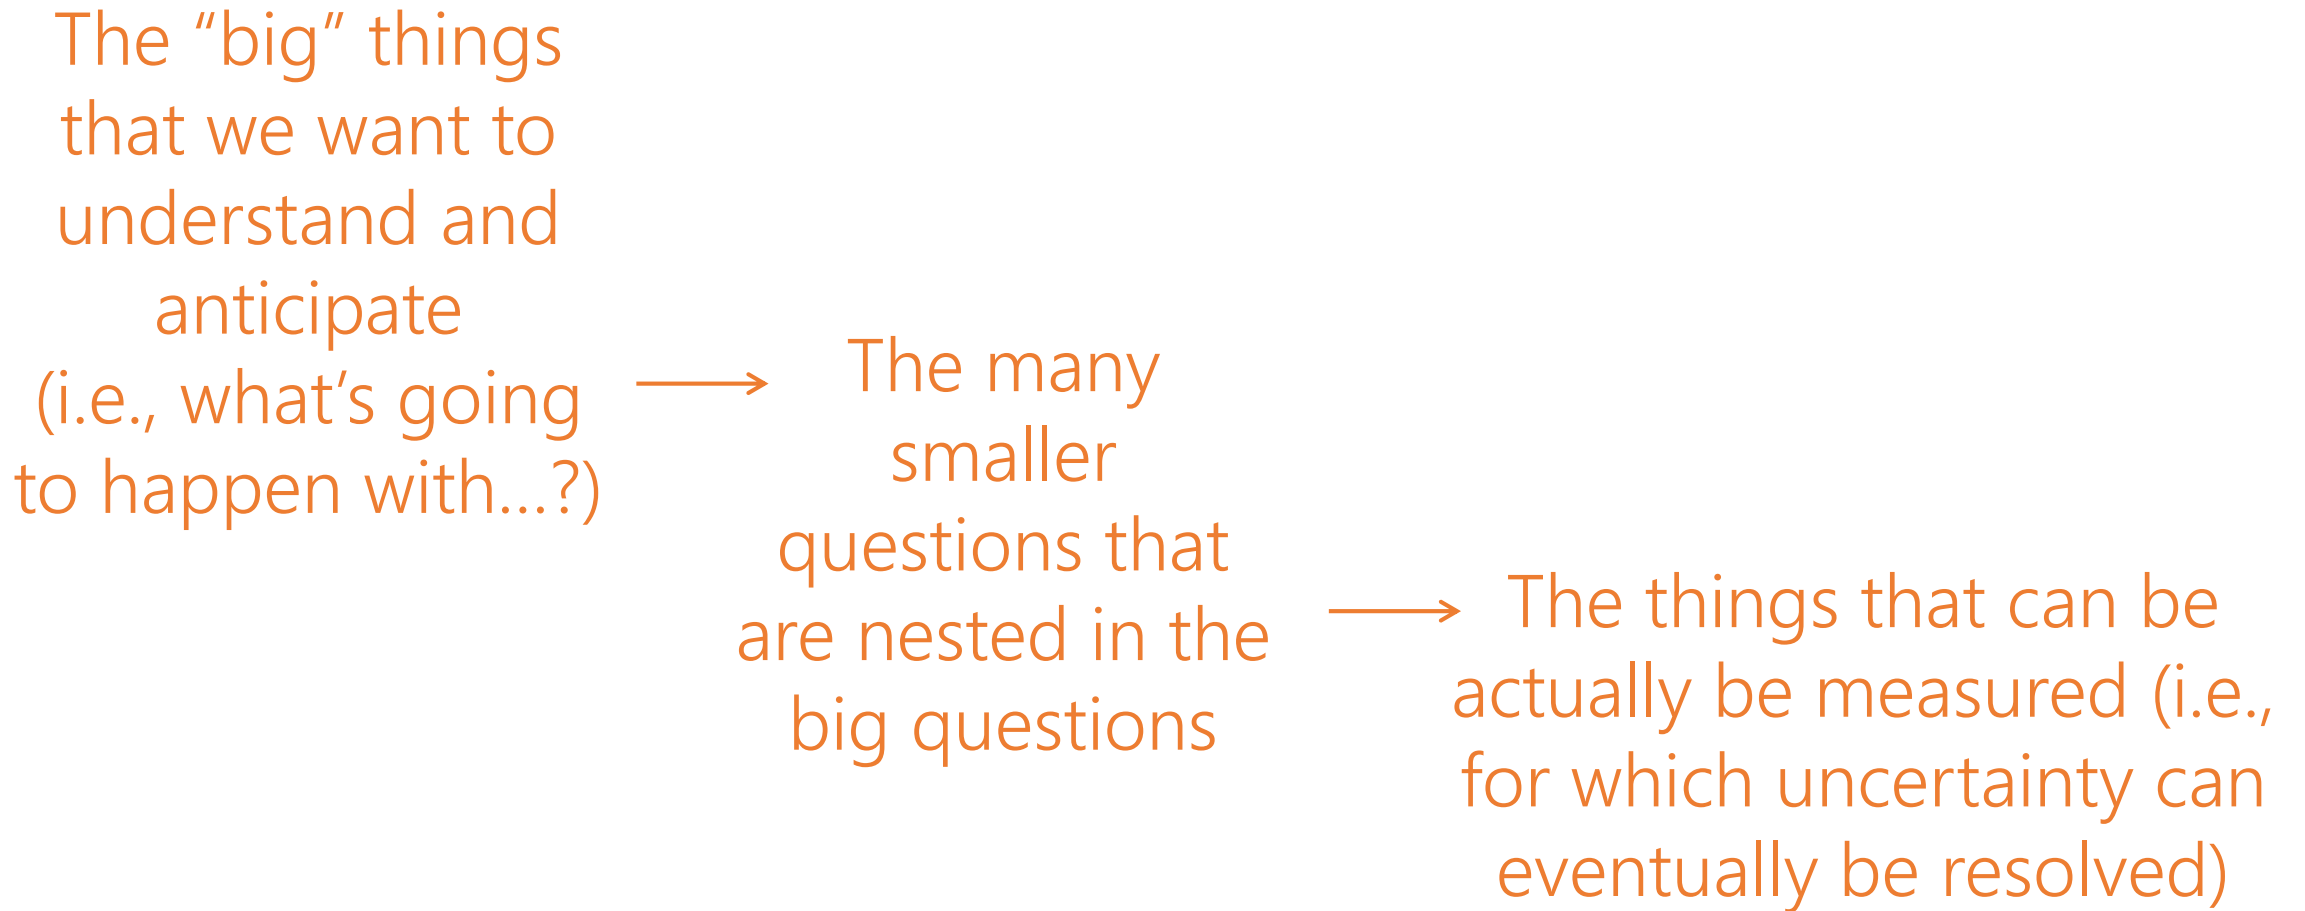 The “big” things
that we want to
understand and
anticipate
(i.e., what’s going
to happen with…?)
The many
smaller
questions that
are nested in the
big questions
The things that can be
actually be measured (i.e.,
for which uncertainty can
eventually be resolved)